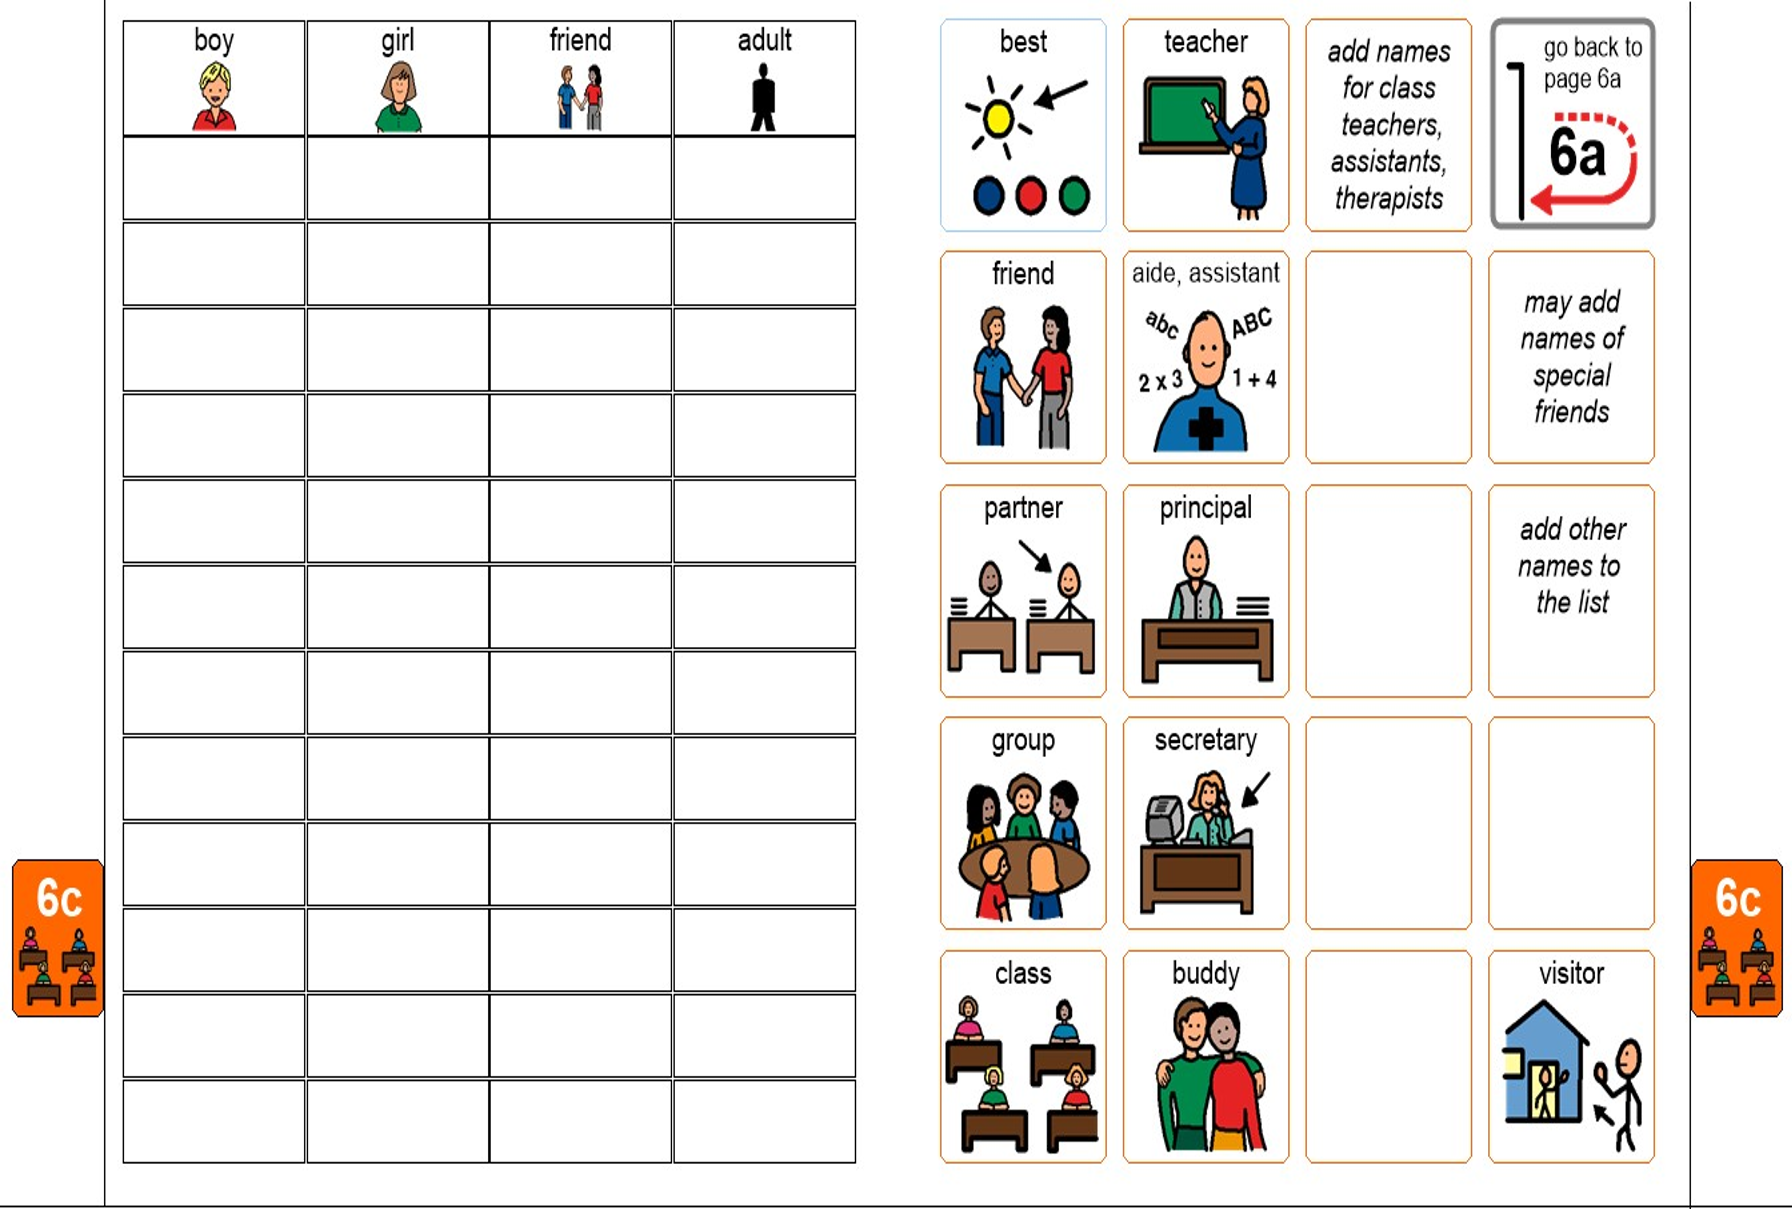 boy
girl
friend
adult
best
teacher
add names
for class
teachers,
assistants,
therapists
go back to
page 6a
6a
friend
aide, assistant
abc
ABC
2 x 3
1 + 4
may add
names of
special
friends
partner
principal
add other
names to
the list
group
secretary
6c
6c
class
buddy
visitor